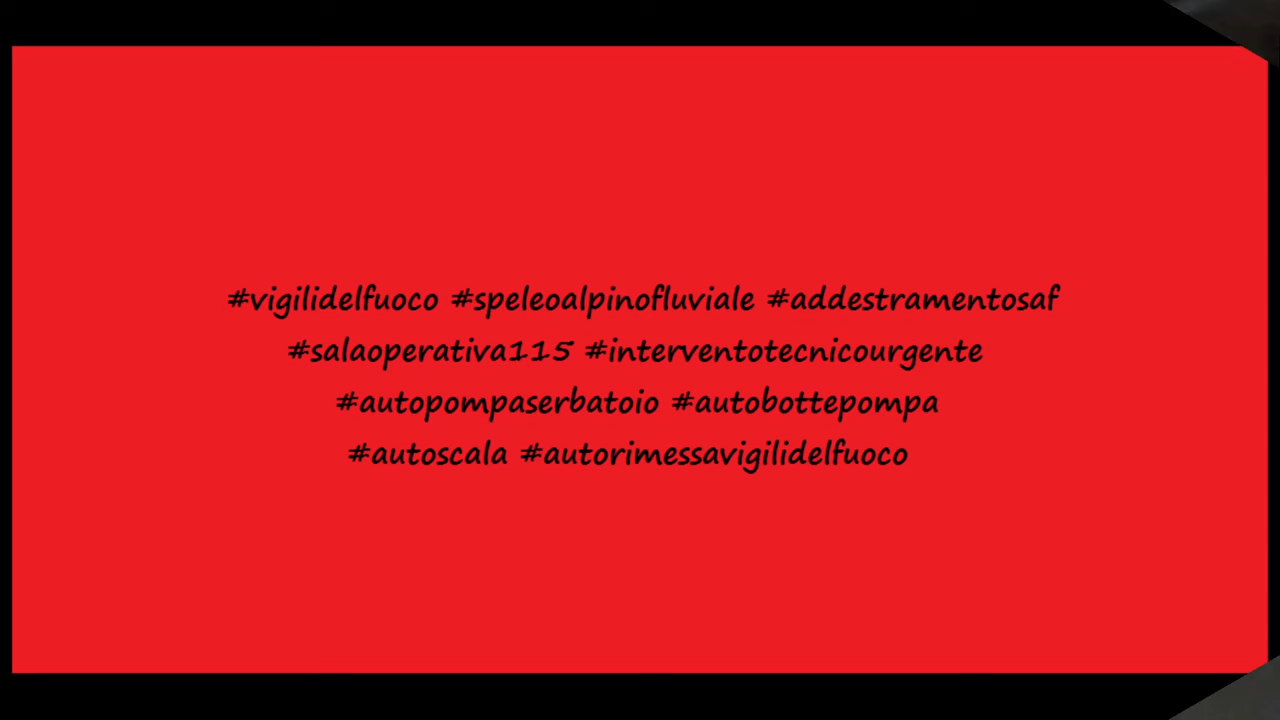 #vigilidelfuoco #speleoalpinofluviale #addestramentosaf
#salaoperativa115 #interventotecnicourgente
#autopompaserbatoio #autobottepompa
#autoscala #autorimessavigilidelfuoco